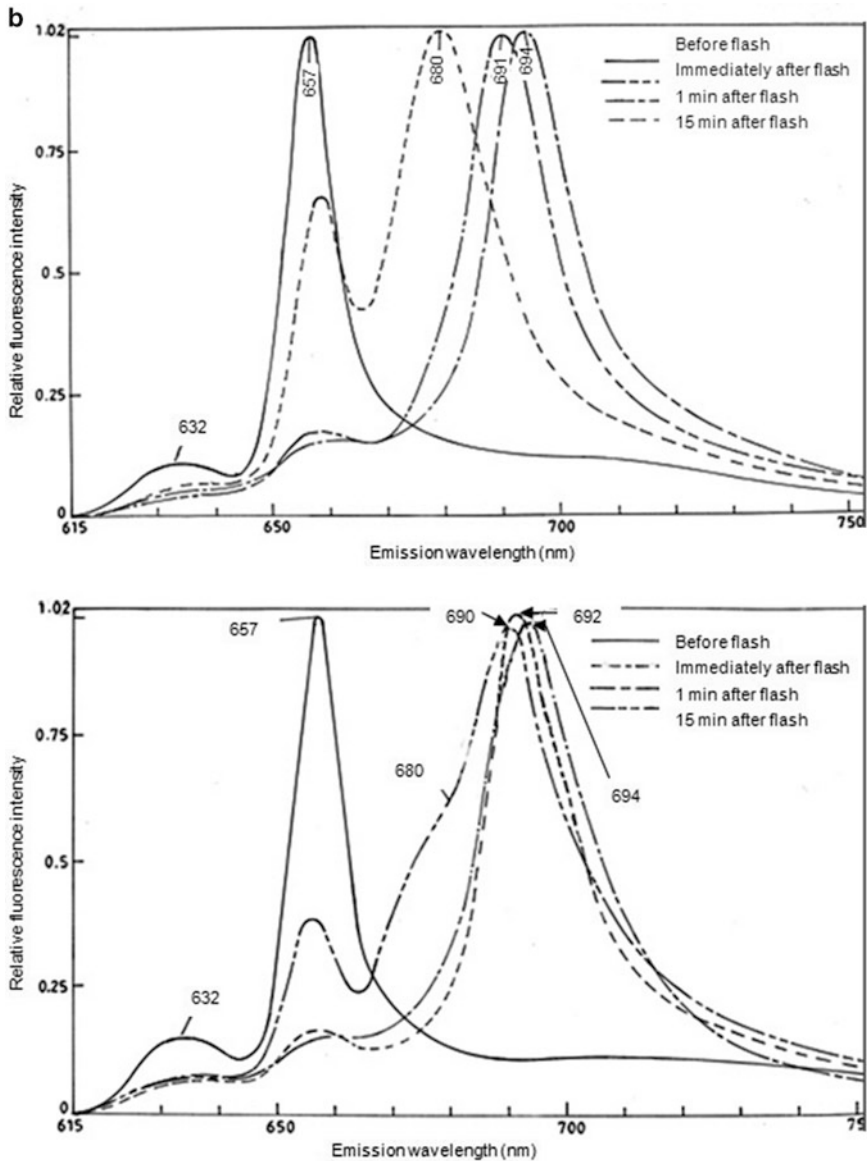 b
1.02
0.75
0.5
0.25
0
615
650
700
752
Relative fluorescence intensity
Emission wavelength (nm)
632
657
680
691
694
Before flash
Immediately after flash
1 min after flash
15 min after flash
1.02
0.75
0.5
0.25
0
615
650
700
Relative fluorescence intensity
Emission wavelength (nm)
632
657
680
690
692
694
Before flash
Immediately after flash
1 min after flash
15 min after flash